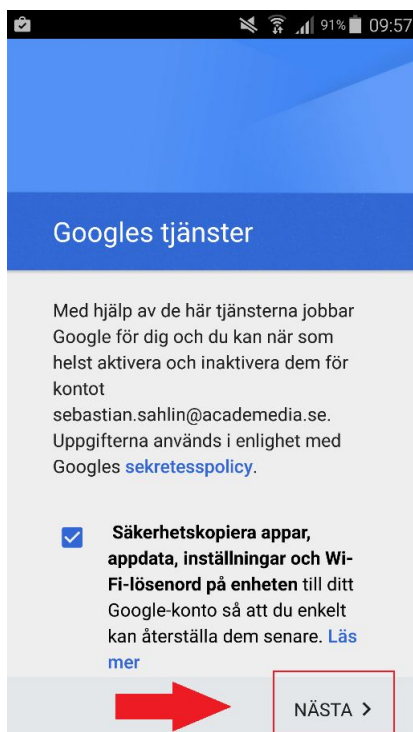 91% 09:57
Googles tjänster
Med hjälp av de här tjänsterna jobbar
Google för dig och du kan när som
helst aktivera och inaktivera dem för
kontot
sebastian.sahlin@academedia.se.
Uppgifterna används i enlighet med
Googles sekretesspolicy.
Säkerhetskopiera appar,
appdata, inställningar och Wi-
Fi-lösenord på enheten till ditt
Google-konto så att du enkelt
kan återställa dem senare. Läs
mer
NÄSTA >